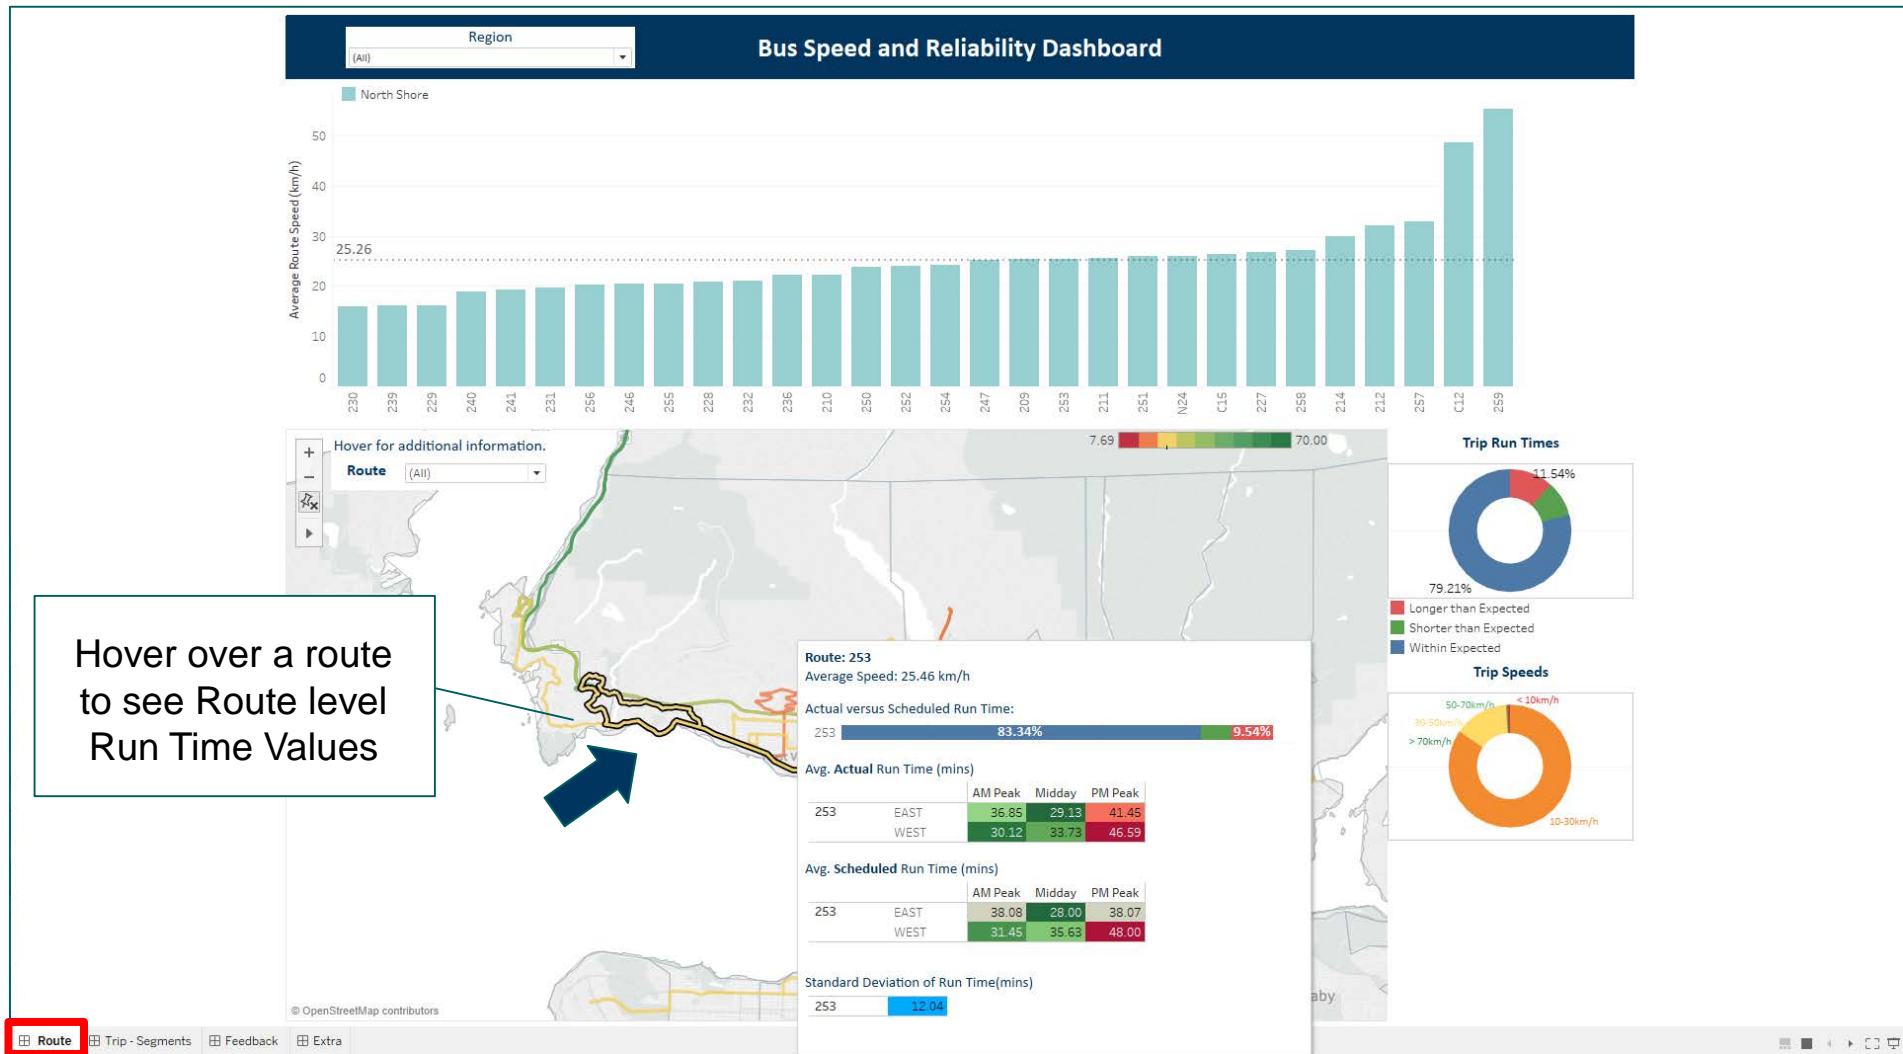 Region
(All)
Bus Speed and Reliability Dashboard
North Shore
Average Route Speed (km/h)
50
40
30
20
10
0
25.26
230 239 229 240 241 231 256 246 255 228 232 236 210 250 252 254 247 209 253 211 251 N24 C15 227 258 214 212 257 C12 259
Hover for additional information.
Route (All)
7.69 70.00
Trip Run Times
11.54%
79.21%
Longer than Expected
Shorter than Expected
Within Expected
Trip Speeds
50-70km/h < 10km/h
30-50km/h
> 70km/h
10-30km/h
Hover over a route
to see Route level
Run Time Values
Route: 253
Average Speed: 25.46 km/h
Actual versus Scheduled Run Time:
253 83.34% 9.54%
Avg. Actual Run Time (mins)
AM Peak Midday PM Peak
253 EAST 36.85 29.13 41.45
WEST 30.12 33.73 46.59
Avg. Scheduled Run Time (mins)
AM Peak Midday PM Peak
253 EAST 38.08 28.00 38.07
WEST 31.45 35.63 48.00
Standard Deviation of Run Time(mins)
253 12.04
aby
© OpenStreetMap contributors
Route Trip - Segments Feedback Extra